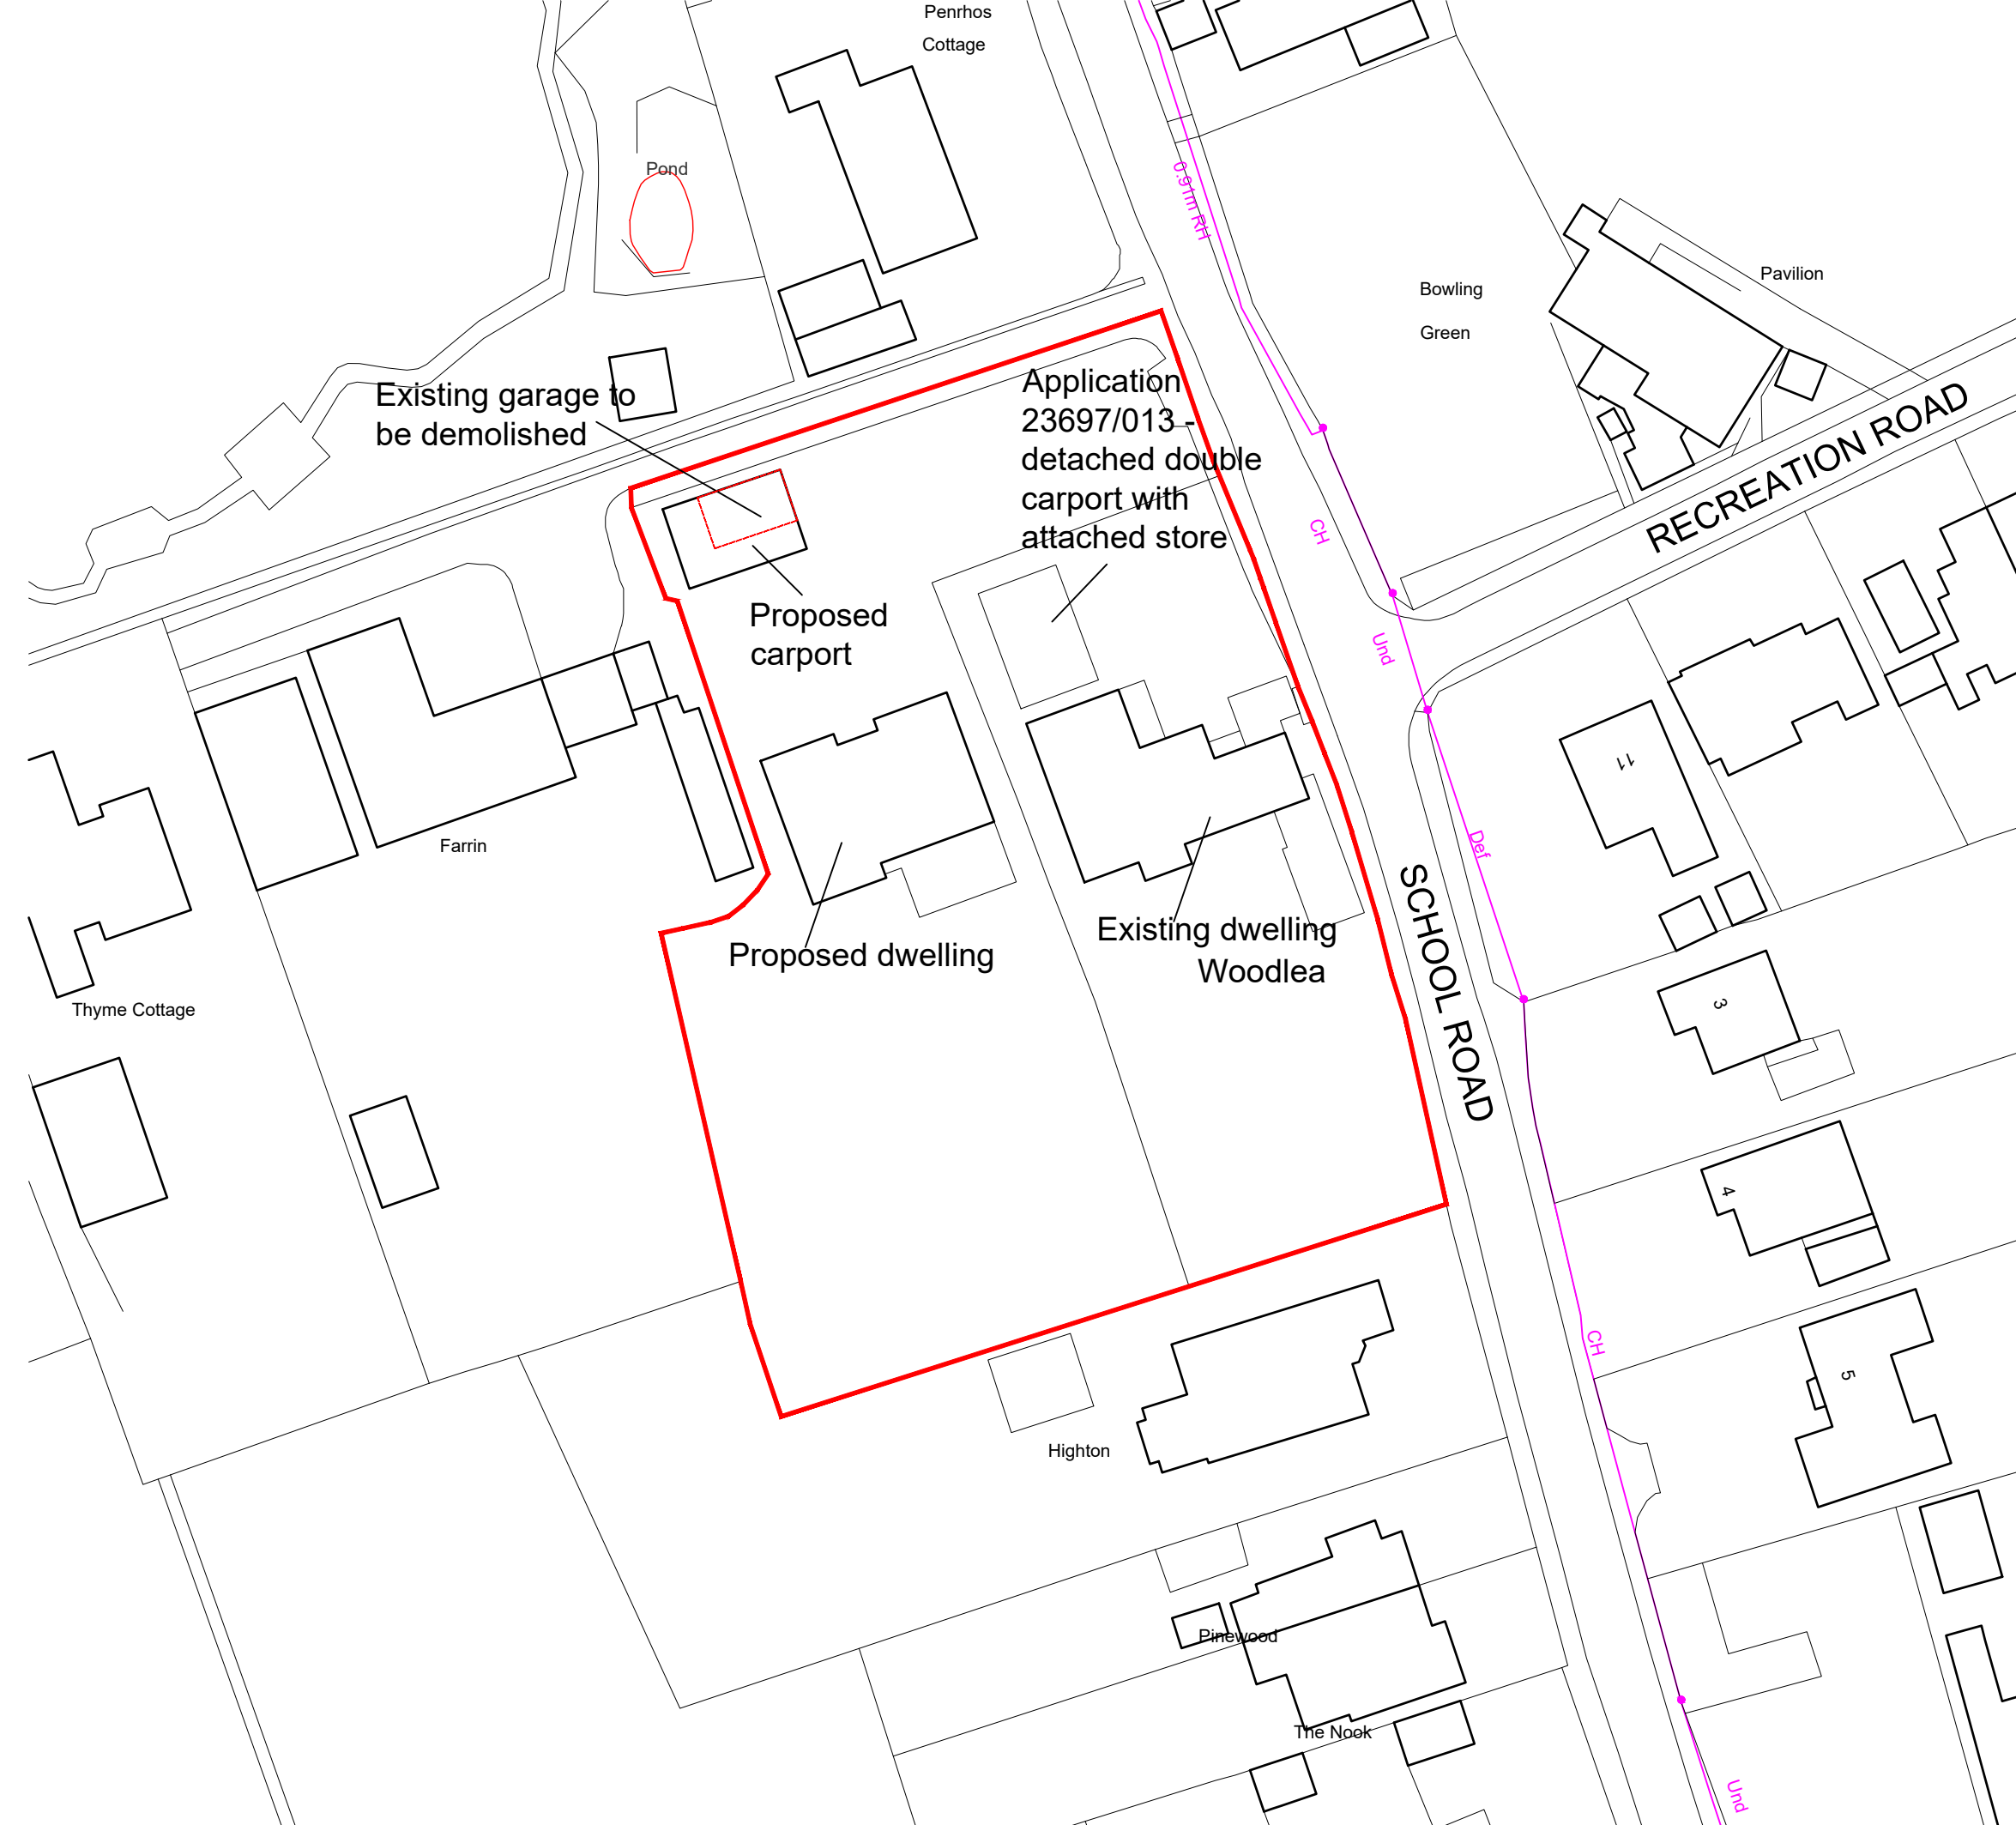 Penrhos
Cottage
Pond
0.91m RH
Bowling
Green
Pavilion
Existing garage to
be demolished
Application
23697/013 -
detached double
carport with
attached store
RECREATION ROAD
CH
Proposed
carport
Und
11
Def
Farrin
SCHOOL ROAD
Existing dwelling
Woodlea
Proposed dwelling
Thyme Cottage
3
4
CH
5
Highton
Pinewood
The Nook
Und